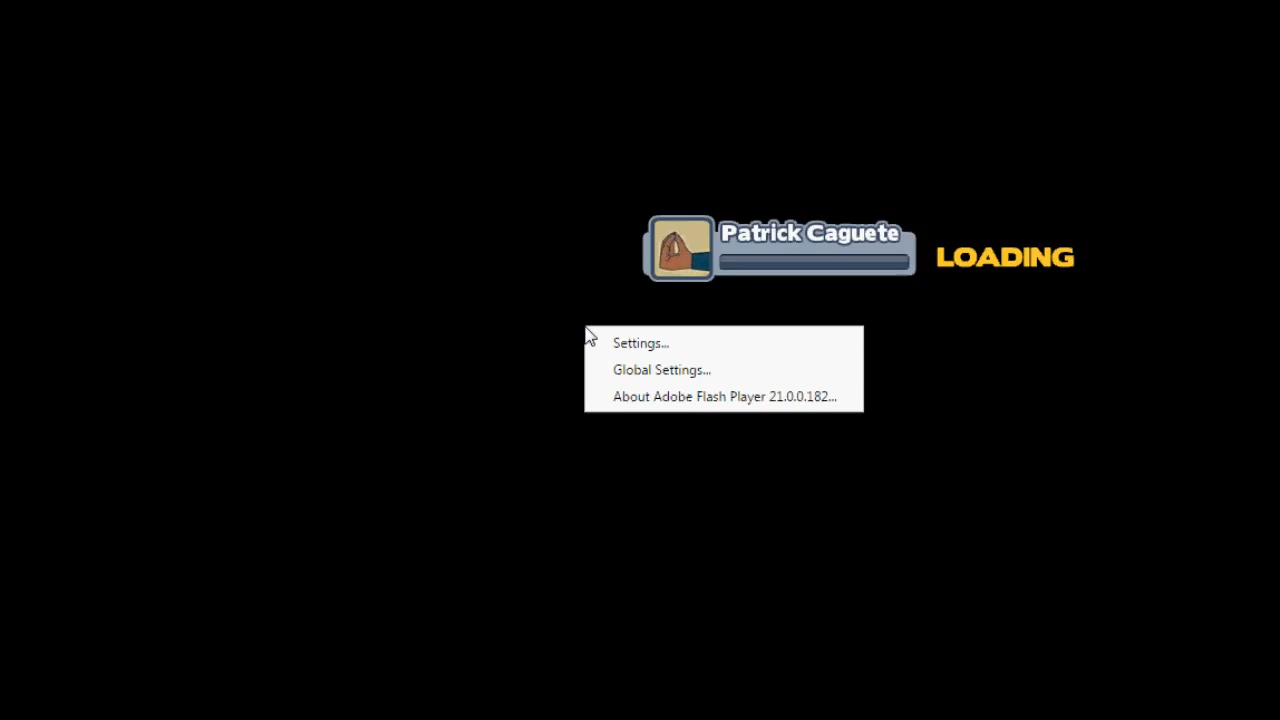 Patrick Caguete
LOADING
Settings...
Global Settings...
About Adobe Flash Player 21.0.0.182...